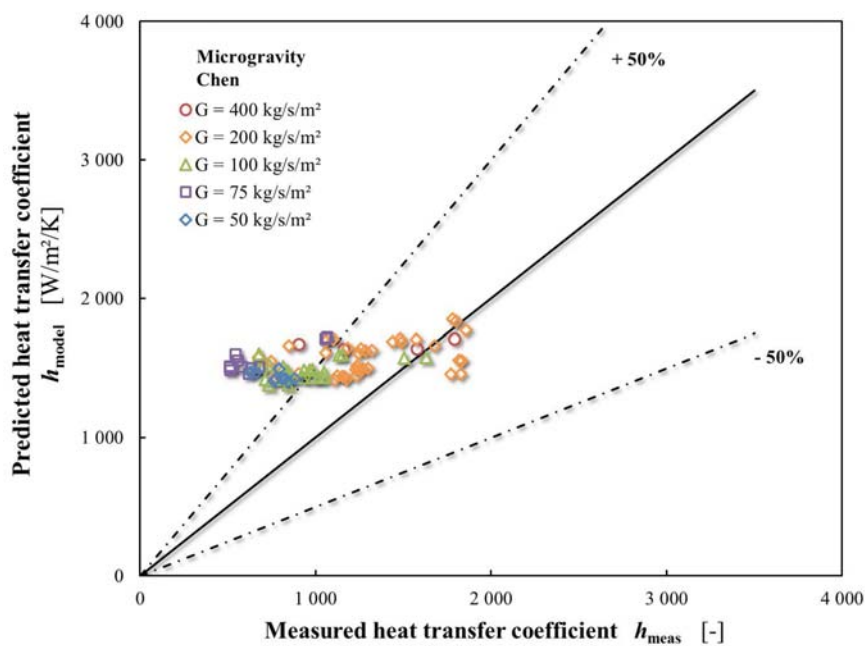 4 000
3 000
2 000
1 000
0
Predicted heat transfer coefficient
h model [W/m²/K]
Microgravity
Chen
G = 400 kg/s/m²
G = 200 kg/s/m²
G = 100 kg/s/m²
G = 75 kg/s/m²
G = 50 kg/s/m²
+ 50%
- 50%
0
1 000
2 000
3 000
4 000
Measured heat transfer coefficient h meas [-]